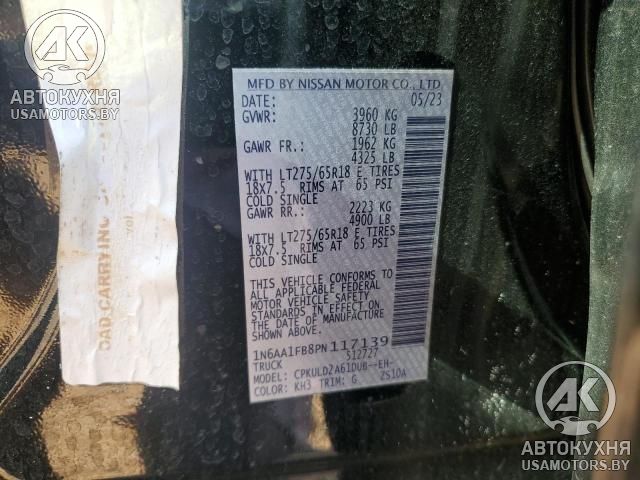 AK
АВТОКУХНЯ
USAMOTORS.BY
OAD CARRYING
MFD BY NISSAN MOTOR CO., LTD
DATE: 05/23
GVWR: 3960 KG
8730 LB
GAWR FR.: 1962 KG
4325 LB
WITH LT275/65R18 E TIRES
18X7.5 RIMS AT 65 PSI
COLD SINGLE
GAWR RR.: 2223 KG
4900 LB
WITH LT275/65R18 E TIRES
18X7.5 RIMS AT 65 PSI
COLD SINGLE
THIS VEHICLE CONFORMS TO
ALL APPLICABLE FEDERAL
MOTOR VEHICLE SAFETY
STANDARDS IN EFFECT ON
THE DATE OF MANUFACTURE
SHOWN ABOVE.
1N6AA1FB8PN117139
TRUCK 512727
MODEL: CPKULD2A61DUB--EH-
COLOR: KH3 TRIM: G 2S10A
AK
АВТОКУХНЯ
USAMOTORS.BY